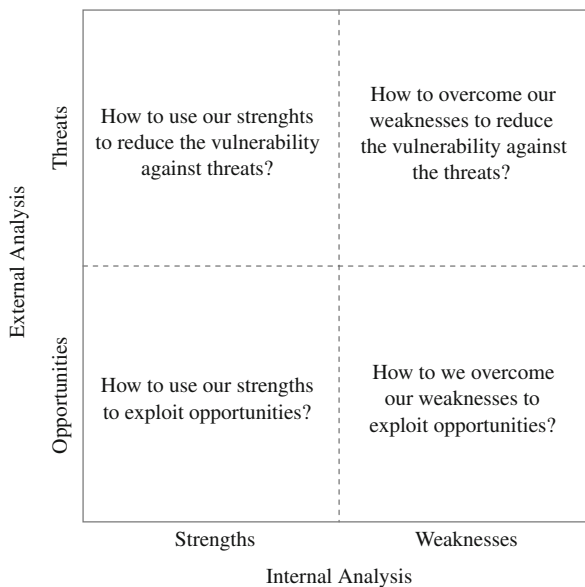 External Analysis
Threats
How to use our strenghts
to reduce the vulnerability
against threats?
How to overcome our
weaknesses to reduce
the vulnerability against
the threats?
Opportunities
How to use our strengths
to exploit opportunities?
How to we overcome
our weaknesses to
exploit opportunities?
Strengths
Weaknesses
Internal Analysis